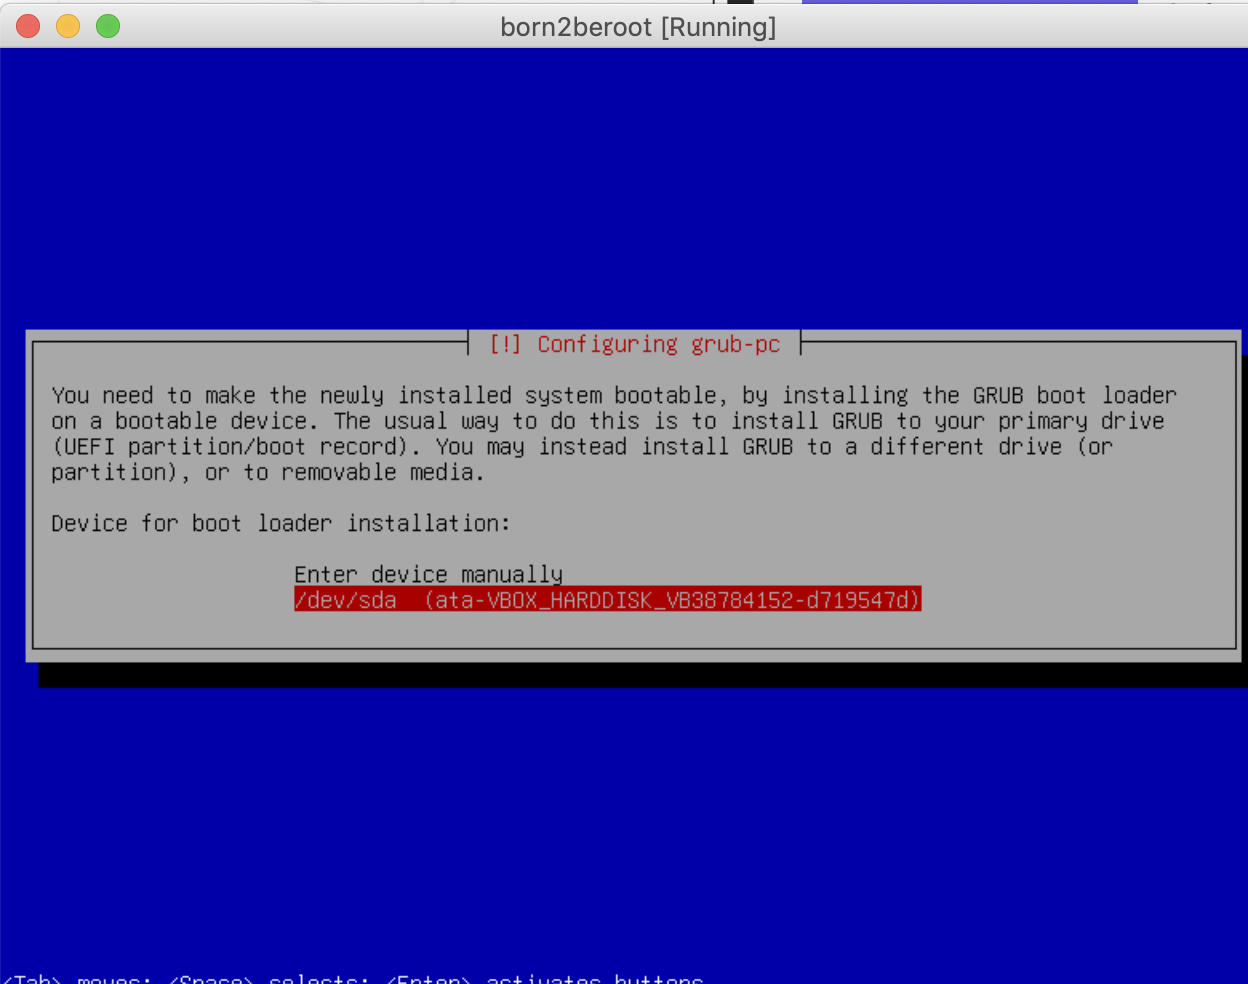 born2beroot [Running]
[!] Configuring grub-pc
You need to make the newly installed system bootable, by installing the GRUB boot loader
on a bootable device. The usual way to do this is to install GRUB to your primary drive
(UEFI partition/boot record). You may instead install GRUB to a different drive (or
partition), or to removable media.
Device for boot loader installation:
Enter device manually
/dev/sda (ata-VBOX_HARDDISK_VB38784152-d719547d)
<Tab> moves; <Space> selects; <Enter> activates buttons